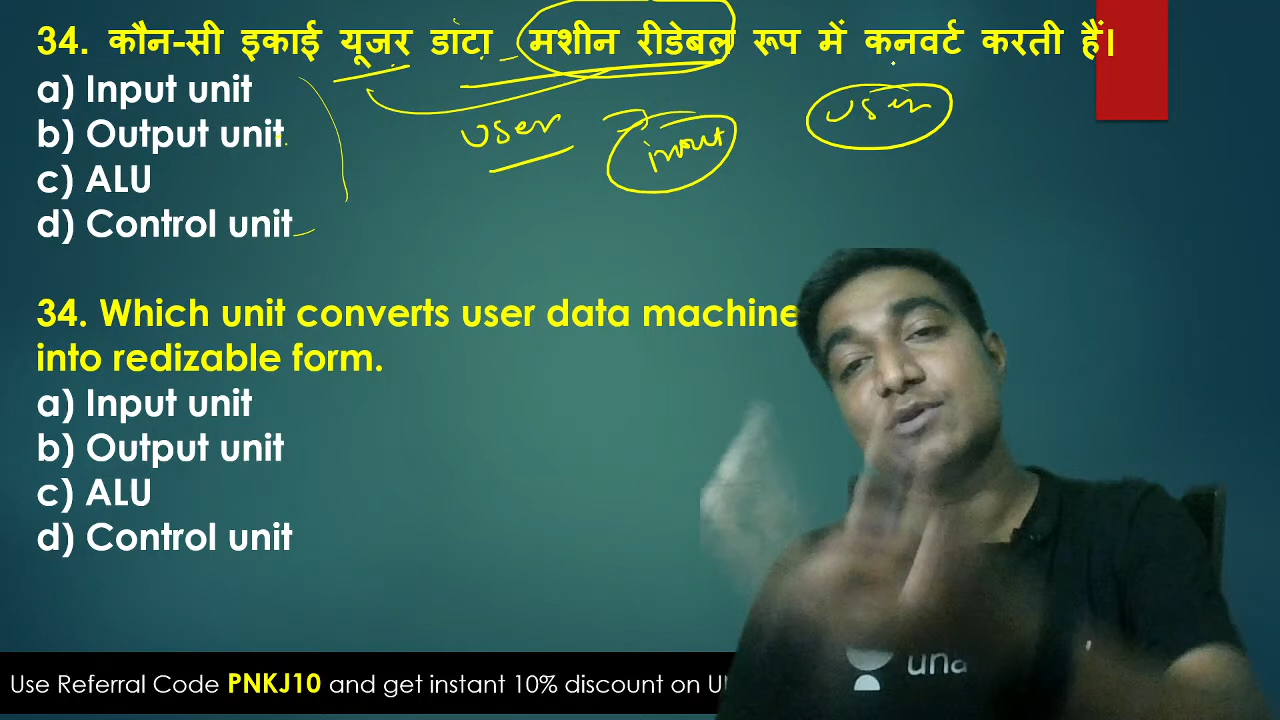 34. कौन-सी इकाई यूजर डाटा मशीन रीडेबल रूप में कनवर्ट करती हैं।
a) Input unit
user
input
user
b) Output unit
c) ALU
d) Control unit
34. Which unit converts user data machine
into redizable form.
a) Input unit
b) Output unit
c) ALU
d) Control unit
una
Use Referral Code PNKJ10 and get instant 10% discount on